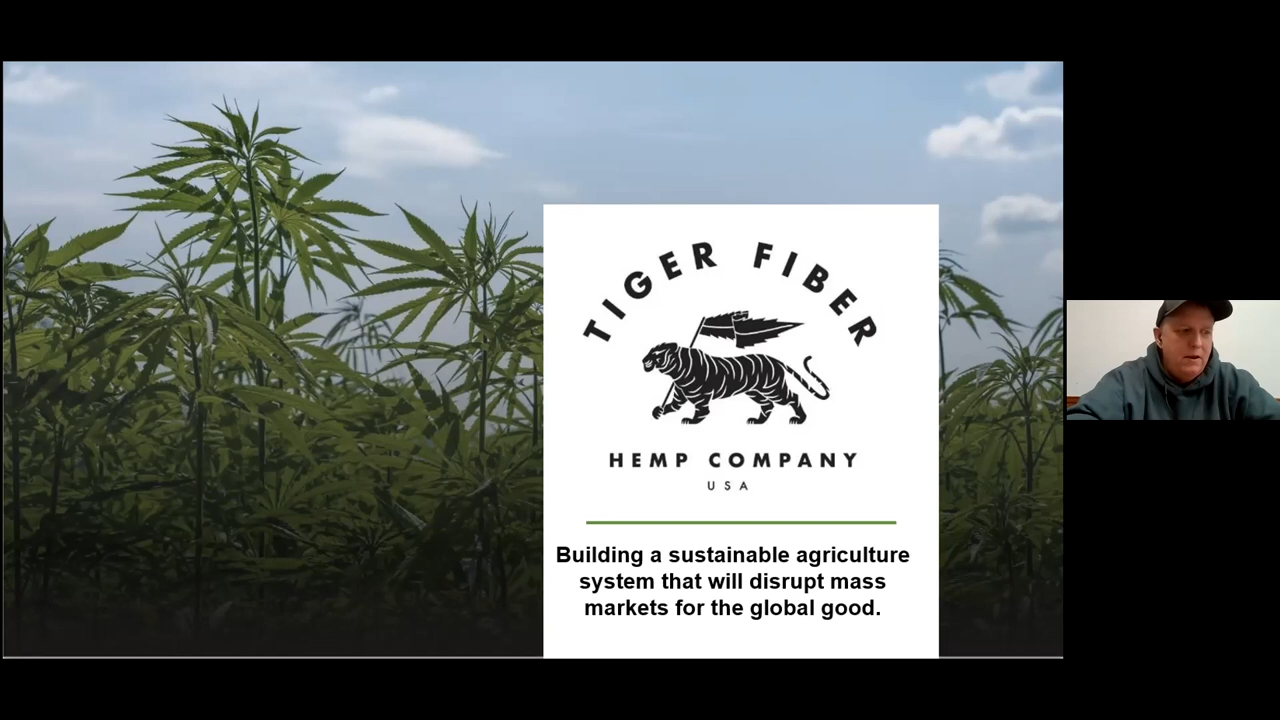 TIGER FIBER
HEMP COMPANY
USA
Building a sustainable agriculture
system that will disrupt mass
markets for the global good.